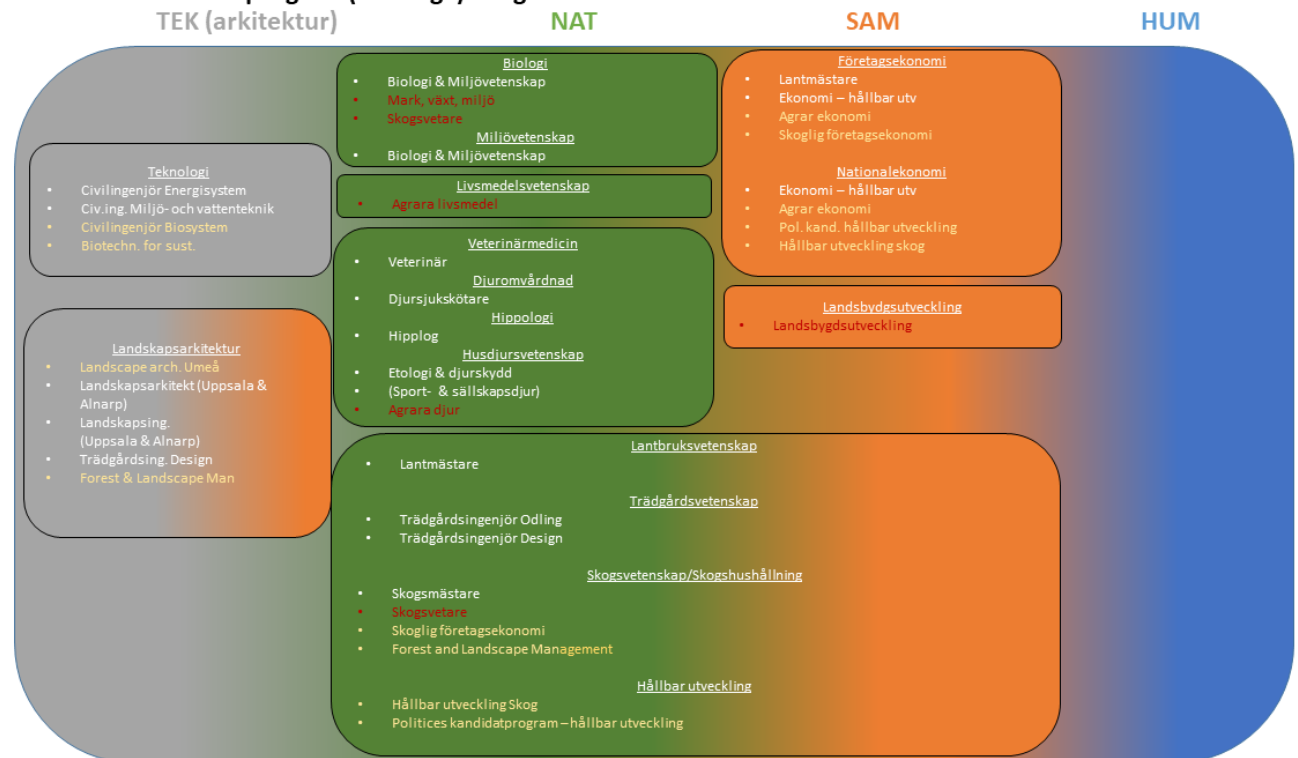 TEK (arkitektur)
NAT
SAM
HUM
Biologi
• Biologi & Miljövetenskap
• Mark, växt, miljö
• Skogsvetare
Miljövetenskap
• Biologi & Miljövetenskap
Företagsekonomi
• Lantmästare
• Ekonomi – hållbar utv
• Agrar ekonomi
• Skoglig företagsekonomi
Nationalekonomi
• Ekonomi – hållbar utv
• Agrar ekonomi
• Pol. kand. hållbar utveckling
• Hållbar utveckling skog
Teknologi
• Civilingenjör Energisystem
• Civ.ing. Miljö- och vattenteknik
• Civilingenjör Biosystem
• Biotechn. for sust.
Livsmedelsvetenskap
• Agrara livsmedel
Veterinärmedicin
• Veterinär
Djuromvårdnad
• Djursjukskötare
Hippologi
• Hipplog
Husdjursvetenskap
• Etologi & djurskydd
• (Sport- & sällskapsdjur)
• Agrara djur
Landsbydgsutveckling
• Landsbygdsutveckling
Landskapsarkitektur
• Landscape arch. Umeå
• Landskapsarkitekt (Uppsala &
Alnarp)
• Landskapsing.
(Uppsala & Alnarp)
• Trädgårdsing. Design
• Forest & Landscape Man
Lantbruksvetenskap
• Lantmästare
Trädgårdsvetenskap
• Trädgårdsingenjör Odling
• Trädgårdsingenjör Design
Skogsvetenskap/Skogshushållning
• Skogsmästare
• Skogsvetare
• Skoglig företagsekonomi
• Forest and Landscape Management
Hållbar utveckling
• Hållbar utveckling Skog
• Politices kandidatprogram – hållbar utveckling